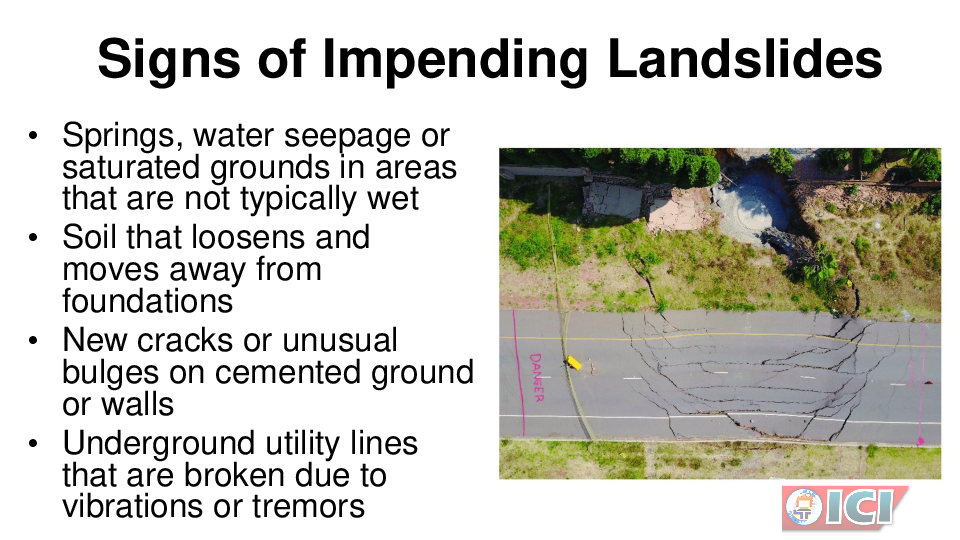 Signs of Impending Landslides
• Springs, water seepage or
saturated grounds in areas
that are not typically wet
• Soil that loosens and
moves away from
foundations
• New cracks or unusual
bulges on cemented ground
or walls
• Underground utility lines
that are broken due to
vibrations or tremors
DANGER
ICI